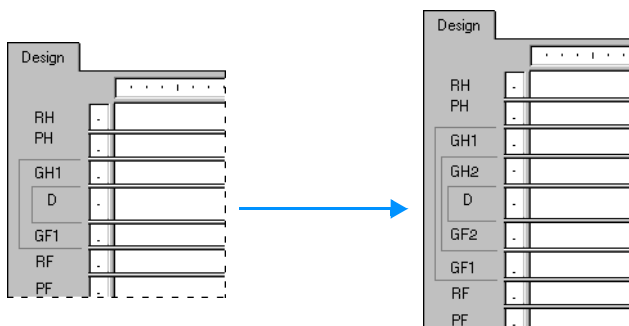 Design
RH
PH
GH1
D
GF1
RF
PF
Design
RH
PH
GH1
GH2
D
GF2
GF1
RF
PF